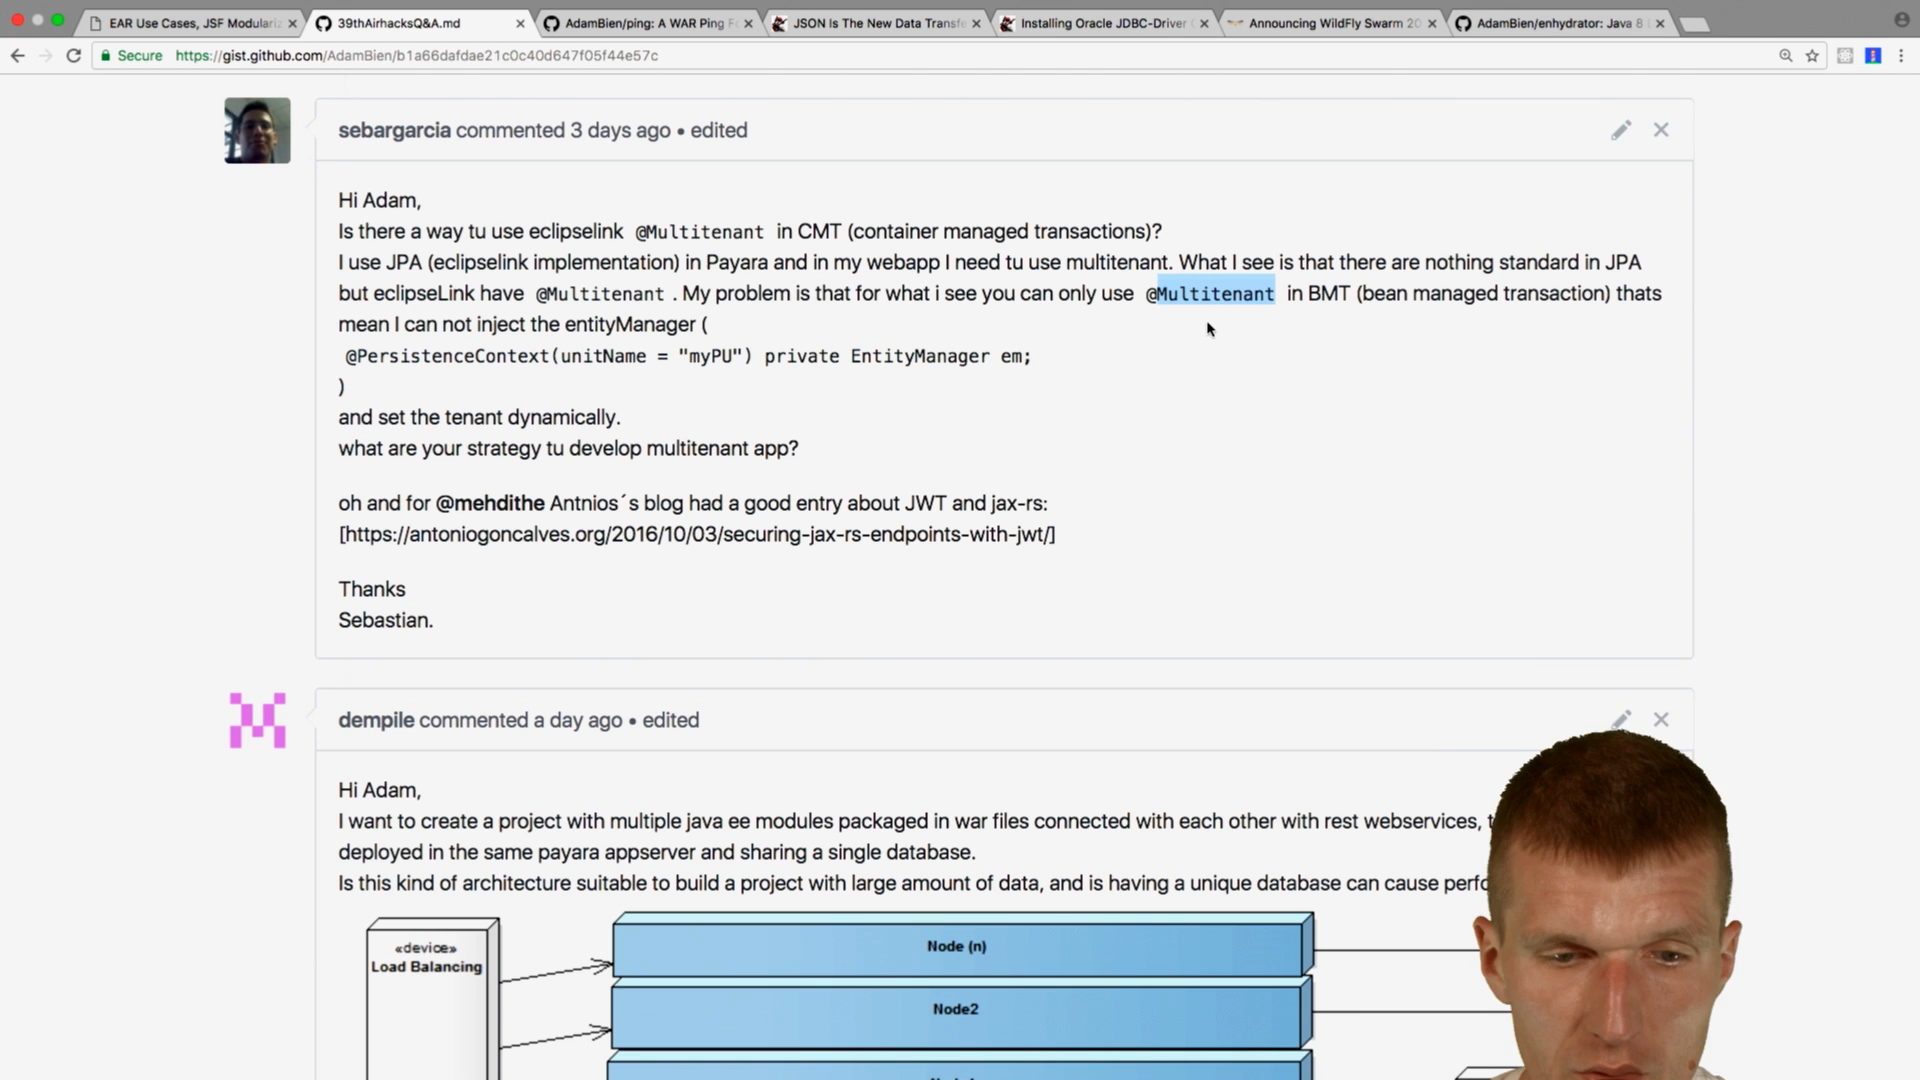 EAR Use Cases, JSF Modulari
39thAirhacksQ&A.md
AdamBien/ping: A WAR Ping F
JSON Is The New Data Transfe
Installing Oracle JDBC-Driver
Announcing WildFly Swarm 20
AdamBien/enhydrator: Java 8
Secure https://gist.github.com/AdamBien/b1a66dafdae21c0c40d647f05f44e57c
sebargarcia commented 3 days ago • edited
Hi Adam,
Is there a way tu use eclipselink @Multitenant in CMT (container managed transactions)?
I use JPA (eclipselink implementation) in Payara and in my webapp I need tu use multitenant. What I see is that there are nothing standard in JPA
but eclipseLink have @Multitenant . My problem is that for what i see you can only use @Multitenant in BMT (bean managed transaction) thats
mean I can not inject the entityManager (
@PersistenceContext(unitName = "myPU") private EntityManager em;
)
and set the tenant dynamically.
what are your strategy tu develop multitenant app?
oh and for @mehdithe Antnios´s blog had a good entry about JWT and jax-rs:
[https://antoniogoncalves.org/2016/10/03/securing-jax-rs-endpoints-with-jwt/]
Thanks
Sebastian.
dempile commented a day ago • edited
Hi Adam,
I want to create a project with multiple java ee modules packaged in war files connected with each other with rest webservices,
deployed in the same payara appserver and sharing a single database.
Is this kind of architecture suitable to build a project with large amount of data, and is having a unique database can cause perfo
«device»
Load Balancing
Node (n)
Node2